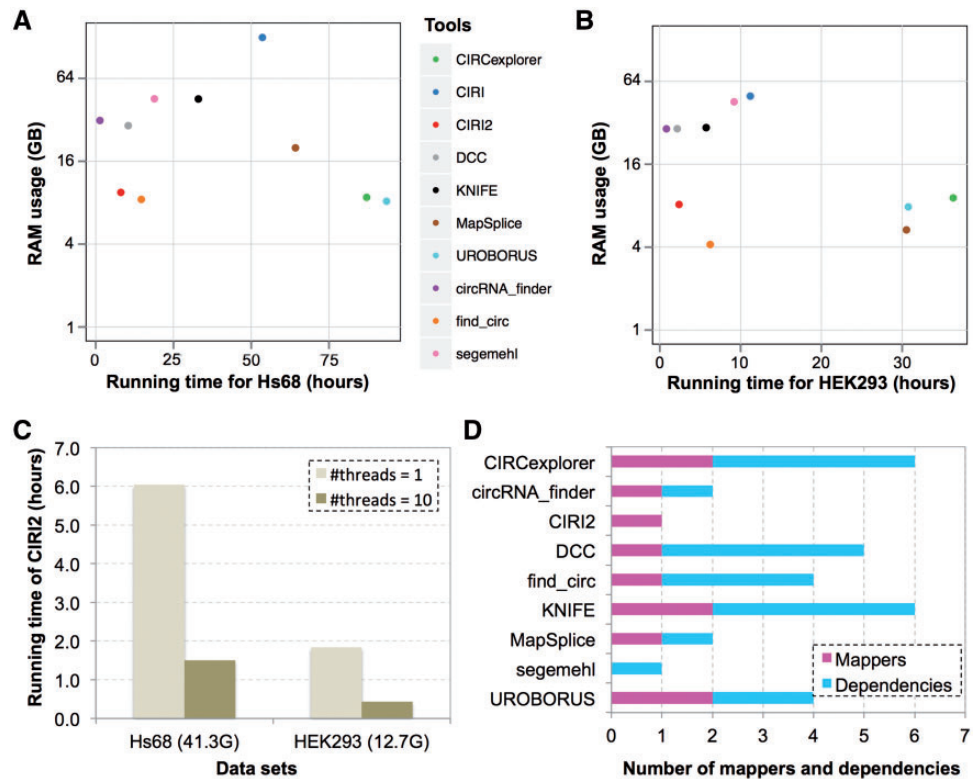 A
RAM usage (GB)
64
16
4
1
0
25
50
75
Running time for Hs68 (hours)
Tools
CIRCexplorer
CIRI
CIRI2
DCC
KNIFE
MapSplice
UROBORUS
circRNA_finder
find_circ
segemehl
B
RAM usage (GB)
64
16
4
1
0
10
20
30
Running time for HEK293 (hours)
C
Running time of CIRI2 (hours)
7.0
6.0
5.0
4.0
3.0
2.0
1.0
0.0
#threads = 1
#threads = 10
Hs68 (41.3G)
HEK293 (12.7G)
Data sets
D
CIRCexplorer
circRNA_finder
CIRI2
DCC
find_circ
KNIFE
MapSplice
segemehl
UROBORUS
Mappers
Dependencies
0 1 2 3 4 5 6 7
Number of mappers and dependencies